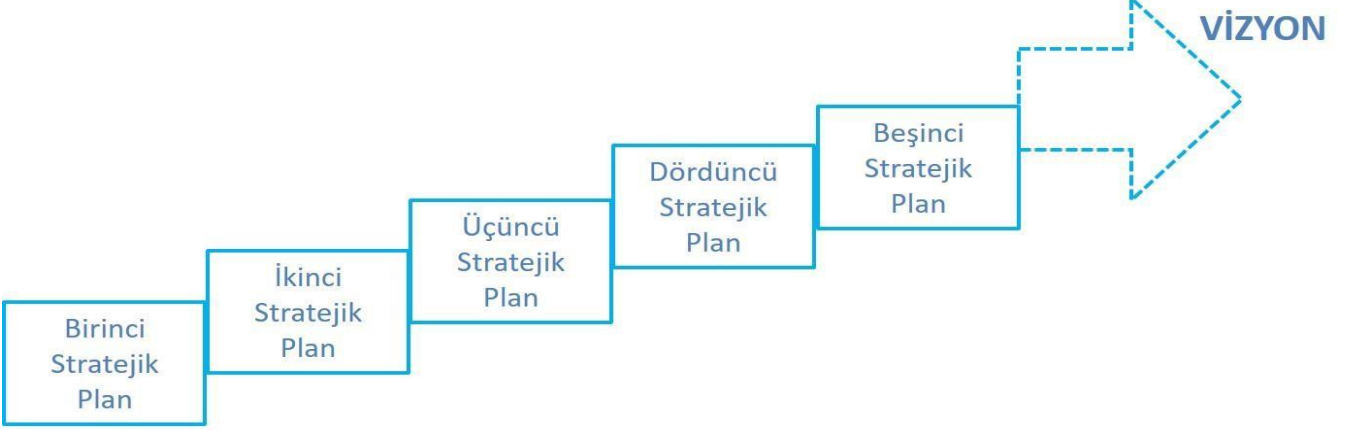 VİZYON
Beşinci
Stratejik
Plan
Dördüncü
Stratejik
Plan
Üçüncü
Stratejik
Plan
İkinci
Stratejik
Plan
Birinci
Stratejik
Plan